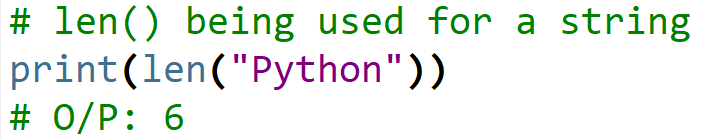 # len() being used for a string
print(len("Python"))
# O/P: 6